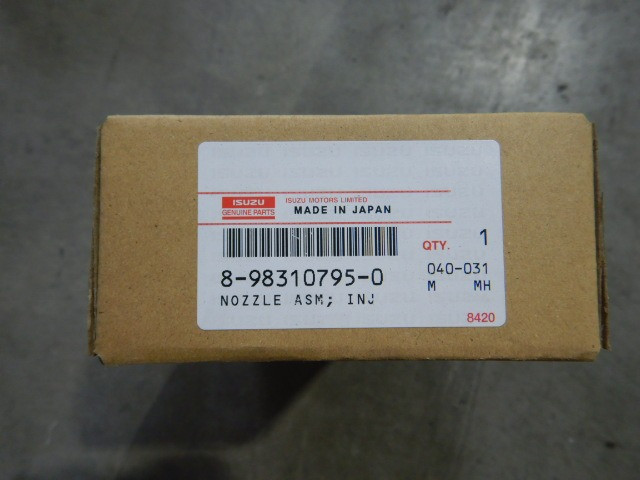 ISUZU
GENUINE PARTS
ISUZU MOTORS LIMITED
MADE IN JAPAN
QTY. 1
8-98310795-0
NOZZLE ASM; INJ
040-031
M MH
8420